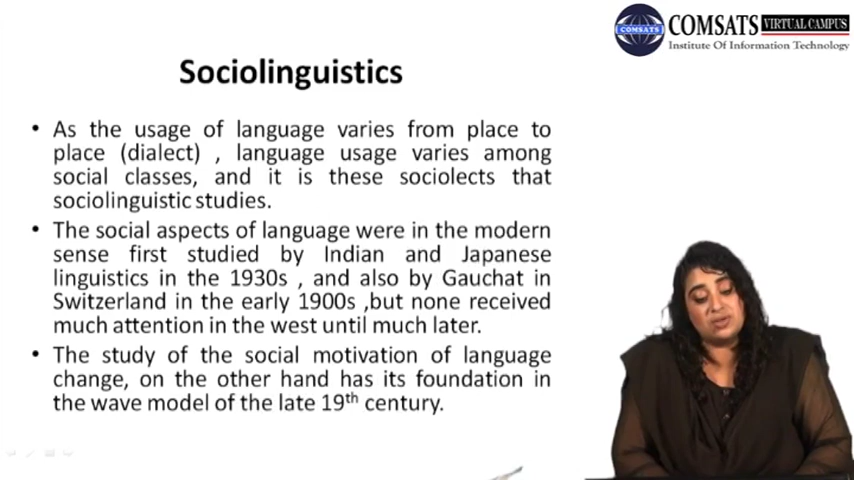 COMSATS
COMSATS VIRTUAL CAMPUS
Institute Of Information Technology
Sociolinguistics
• As the usage of language varies from place to
place (dialect) , language usage varies among
social classes, and it is these sociolects that
sociolinguistic studies.
• The social aspects of language were in the modern
sense first studied by Indian and Japanese
linguistics in the 1930s , and also by Gauchat in
Switzerland in the early 1900s ,but none received
much attention in the west until much later.
• The study of the social motivation of language
change, on the other hand has its foundation in
the wave model of the late 19th century.